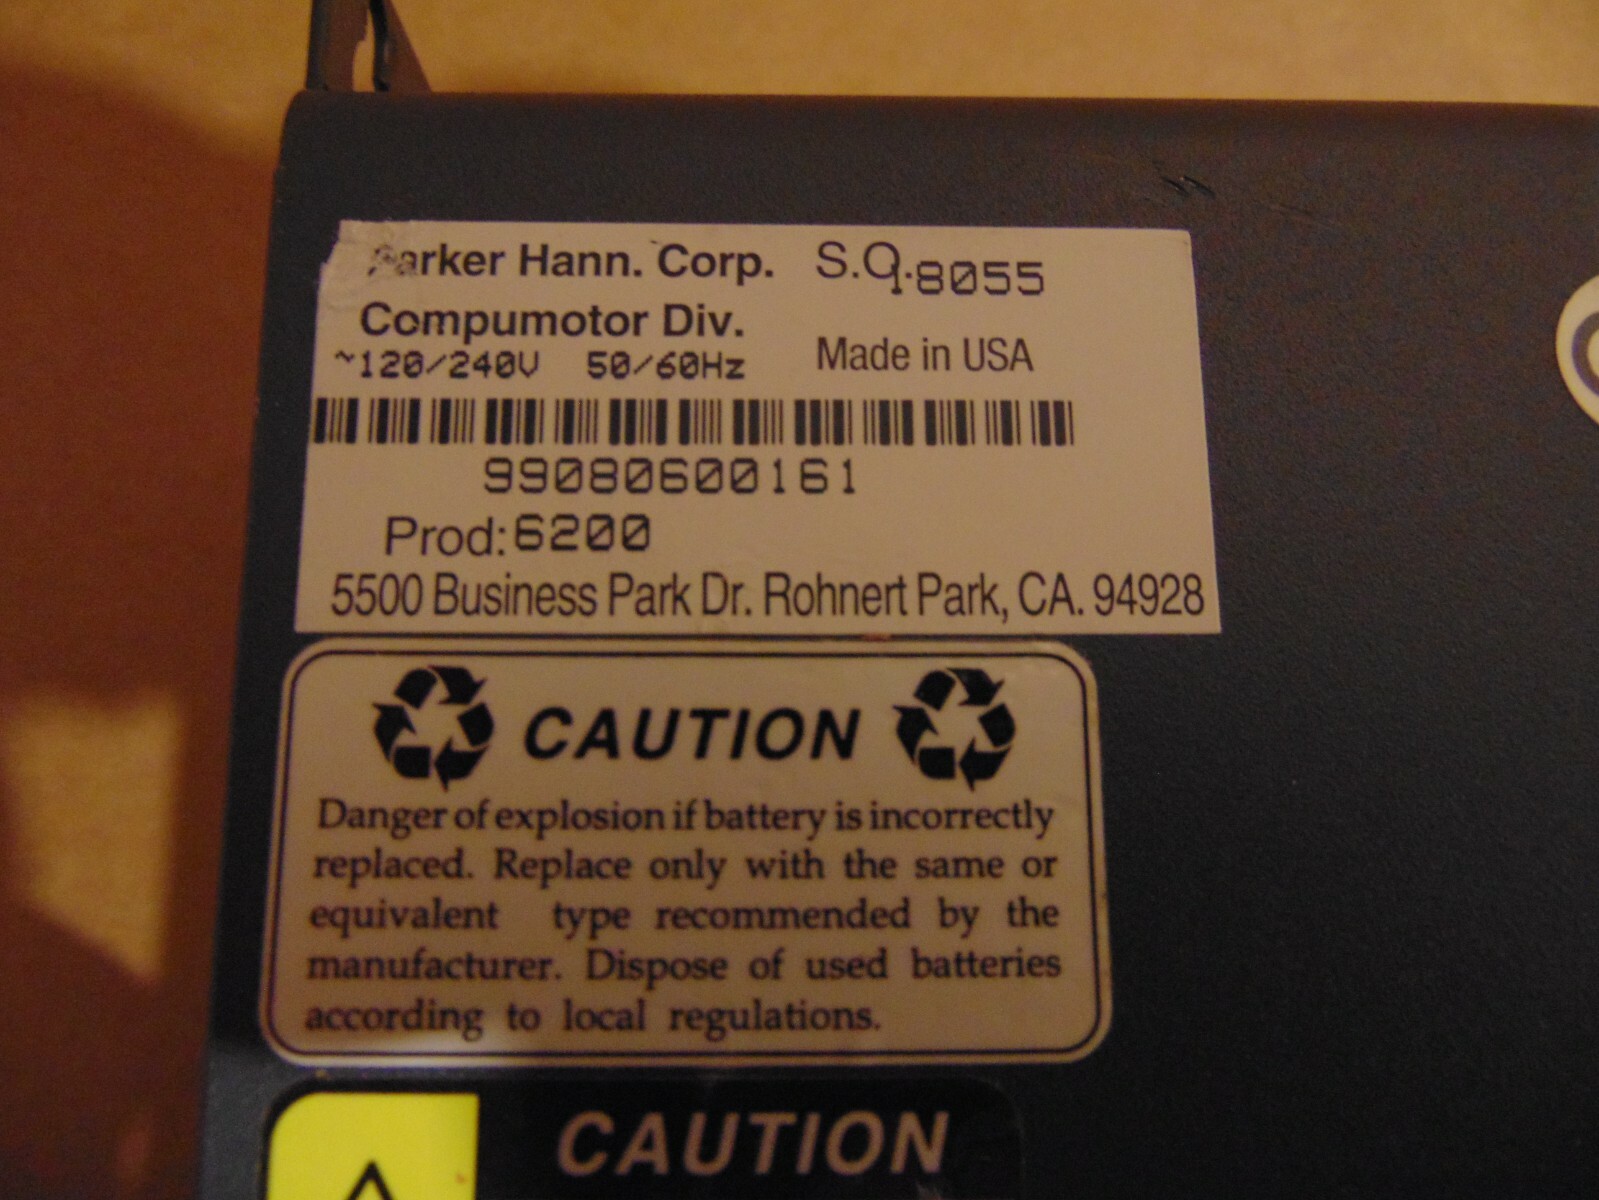 Parker Hann. Corp. S.O. 18055
Compumotor Div.
~120/240V 50/60Hz Made in USA
99080600161
Prod:6200
5500 Business Park Dr. Rohnert Park, CA. 94928
CAUTION
Danger of explosion if battery is incorrectly
replaced. Replace only with the same or
equivalent type recommended by the
manufacturer. Dispose of used batteries
according to local regulations.
CAUTION